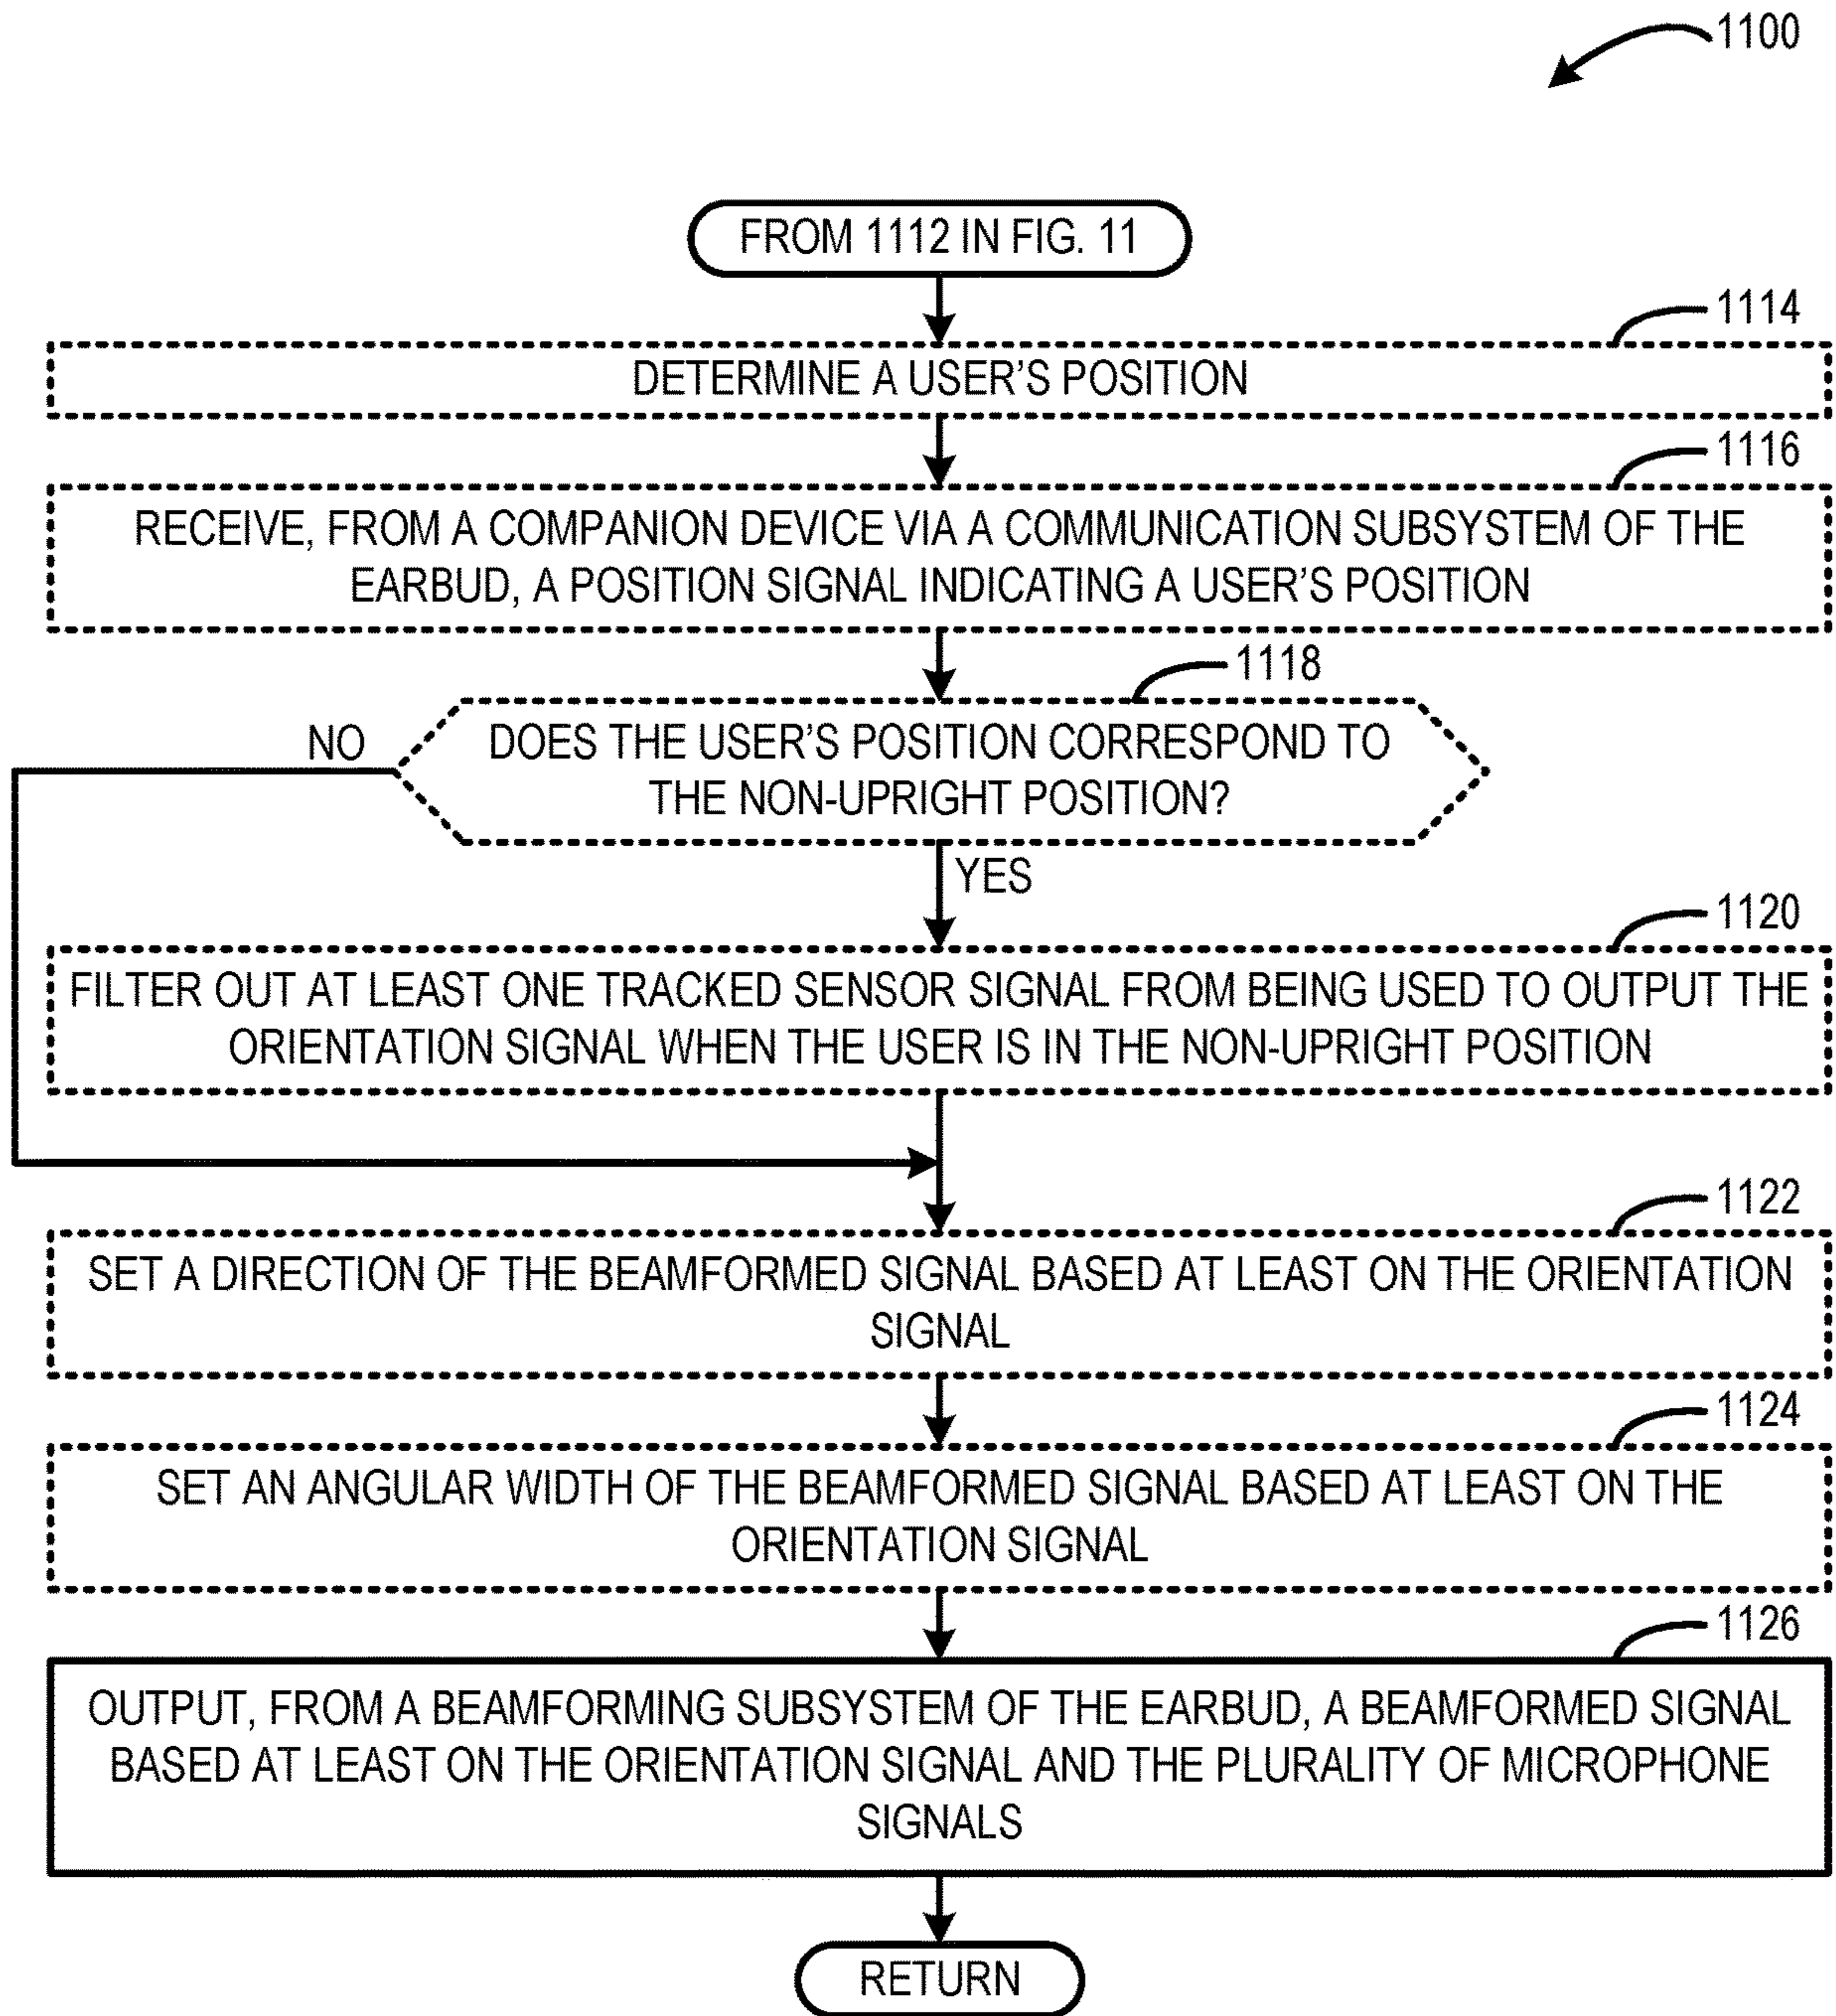 1100
FROM 1112 IN FIG. 11
1114
DETERMINE A USER'S POSITION
1116
RECEIVE, FROM A COMPANION DEVICE VIA A COMMUNICATION SUBSYSTEM OF THE
EARBUD, A POSITION SIGNAL INDICATING A USER'S POSITION
1118
NO
DOES THE USER'S POSITION CORRESPOND TO
THE NON-UPRIGHT POSITION?
YES
1120
FILTER OUT AT LEAST ONE TRACKED SENSOR SIGNAL FROM BEING USED TO OUTPUT THE
ORIENTATION SIGNAL WHEN THE USER IS IN THE NON-UPRIGHT POSITION
1122
SET A DIRECTION OF THE BEAMFORMED SIGNAL BASED AT LEAST ON THE ORIENTATION
SIGNAL
1124
SET AN ANGULAR WIDTH OF THE BEAMFORMED SIGNAL BASED AT LEAST ON THE
ORIENTATION SIGNAL
1126
OUTPUT, FROM A BEAMFORMING SUBSYSTEM OF THE EARBUD, A BEAMFORMED SIGNAL
BASED AT LEAST ON THE ORIENTATION SIGNAL AND THE PLURALITY OF MICROPHONE
SIGNALS
RETURN